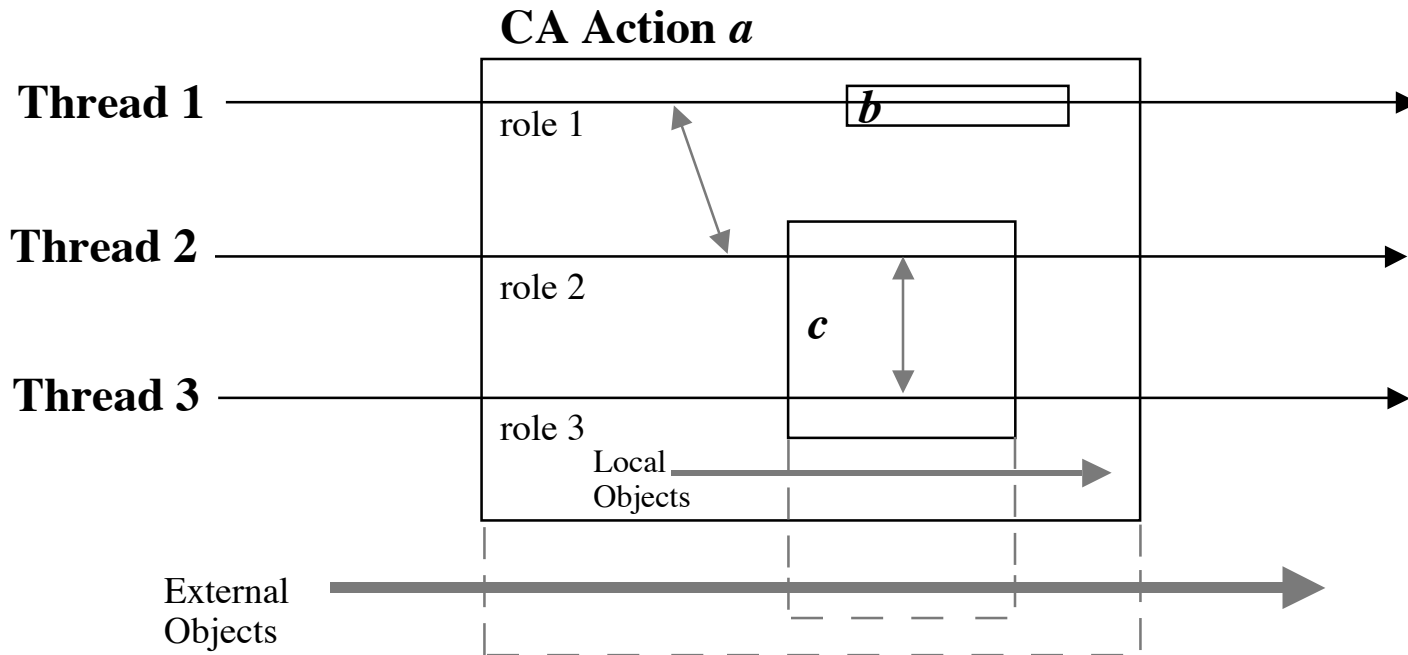 CA Action a
Thread 1
role 1
b
Thread 2
role 2
c
Thread 3
role 3
Local
Objects
External
Objects